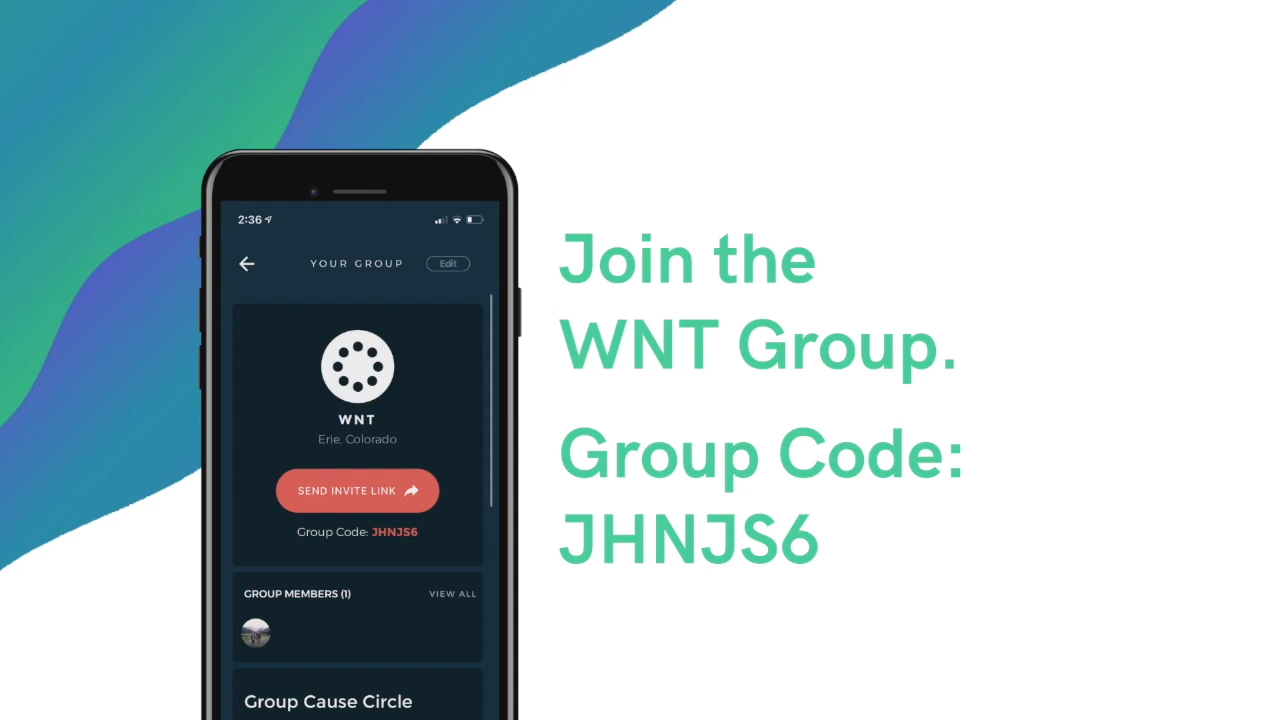 2:36
YOUR GROUP
Edit
WNT
Erie, Colorado
SEND INVITE LINK
Group Code: JHNJS6
GROUP MEMBERS (1)
VIEW ALL
Group Cause Circle
Join the
WNT Group.
Group Code:
JHNJS6